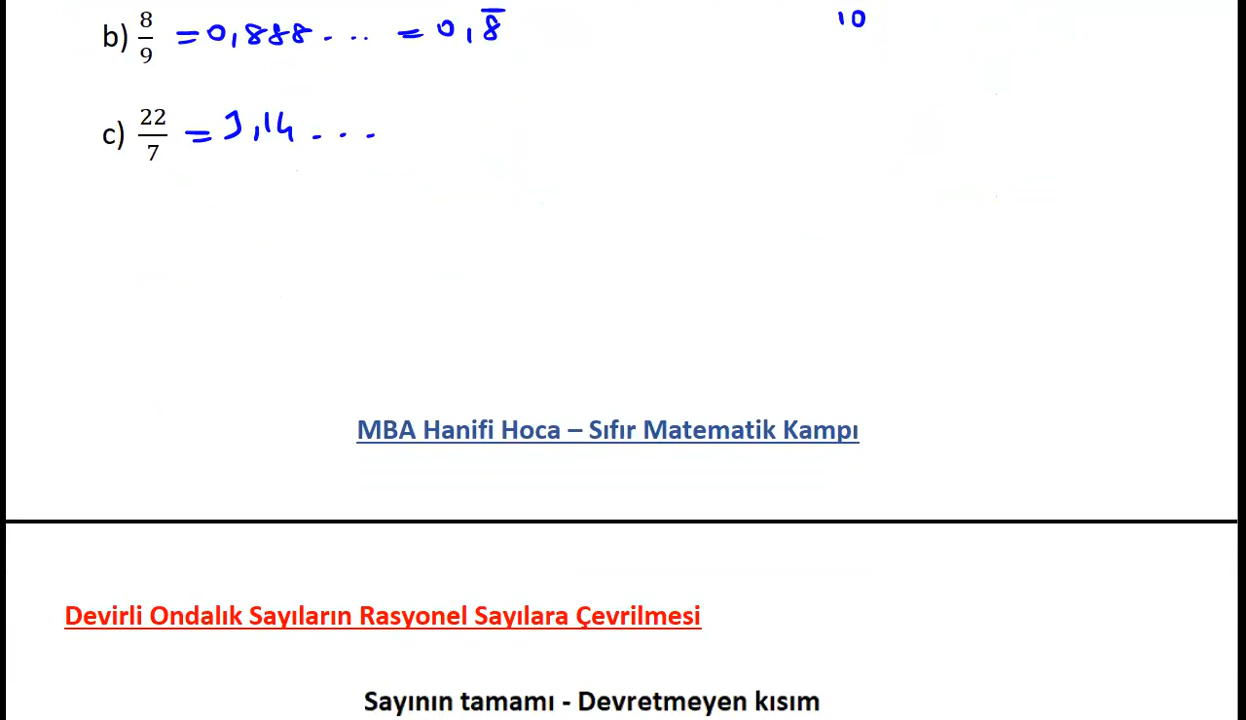 b) 8/9 = 0,888... = 0,8̅
10
c) 22/7 = 3,14...
MBA Hanifi Hoca – Sıfır Matematik Kampı
Devirli Ondalık Sayıların Rasyonel Sayılara Çevrilmesi
Sayının tamamı - Devretmeyen kısım